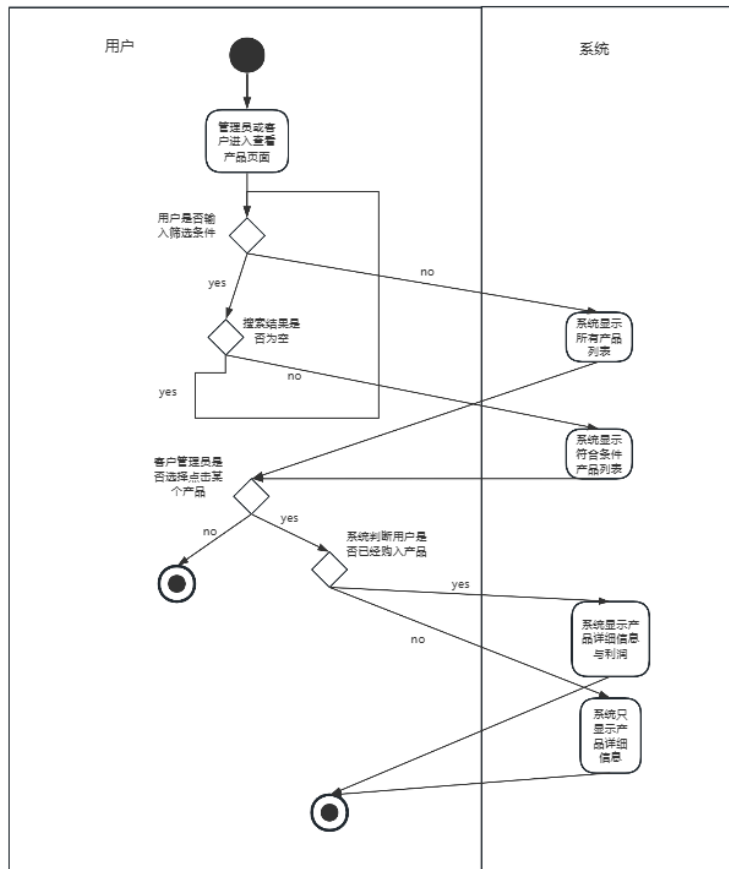 用户
系统
管理员或客
户进入查看
产品页面
用户是否输
入筛选条件
no
yes
搜索结果是
否为空
系统显示
所有产品
列表
yes
no
系统显示
符合条件
产品列表
客户管理员是
否选择点击某
个产品
no
yes
系统判断用户是
否已经购入产品
yes
no
系统显示产
品详细信息
与利润
系统只
显示产
品详细
信息